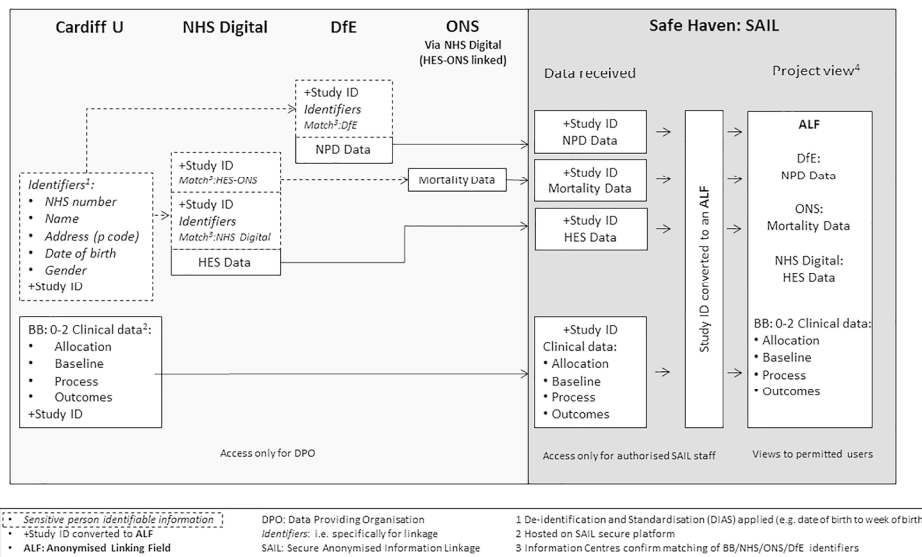 Cardiff U
NHS Digital
DfE
ONS
Via NHS Digital
(HES-ONS linked)
Safe Haven: SAIL
Data received
Project view4
+Study ID
Identifiers
Match3:DfE
NPD Data
+Study ID
Match3:HES-ONS
+Study ID
Identifiers
Match3:NHS Digital
HES Data
Mortality Data
Identifiers1:
• NHS number
• Name
• Address (p code)
• Date of birth
• Gender
+Study ID
BB: 0-2 Clinical data2:
• Allocation
• Baseline
• Process
• Outcomes
+Study ID
Access only for DPO
+Study ID
NPD Data
+Study ID
Mortality Data
+Study ID
HES Data
+Study ID
Clinical data:
• Allocation
• Baseline
• Process
• Outcomes
Study ID converted to an ALF
ALF
DfE:
NPD Data
ONS:
Mortality Data
NHS Digital:
HES Data
BB: 0-2 Clinical data:
• Allocation
• Baseline
• Process
• Outcomes
Access only for authorised SAIL staff
Views to permitted users
• Sensitive person identifiable information
• +Study ID converted to ALF
• ALF: Anonymised Linking Field
DPO: Data Providing Organisation
Identifiers: i.e. specifically for linkage
SAIL: Secure Anonymised Information Linkage
1 De-identification and Standardisation (DIAS) applied (e.g. date of birth to week of birth
2 Hosted on SAIL secure platform
3 Information Centres confirm matching of BB/NHS/ONS/DfE identifiers